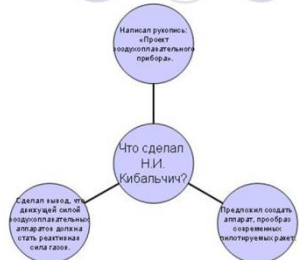 Написал рукопись:
«Проект
воздухоплавательного
прибора».
Что сделал
Н.И.
Кибальчич?
Сделал вывод, что
движущей силой
воздухоплавательных
аппаратов должна
стать реактивная
сила газов.
Предложил создать
аппарат, прообраз
современных
пилотируемых ракет